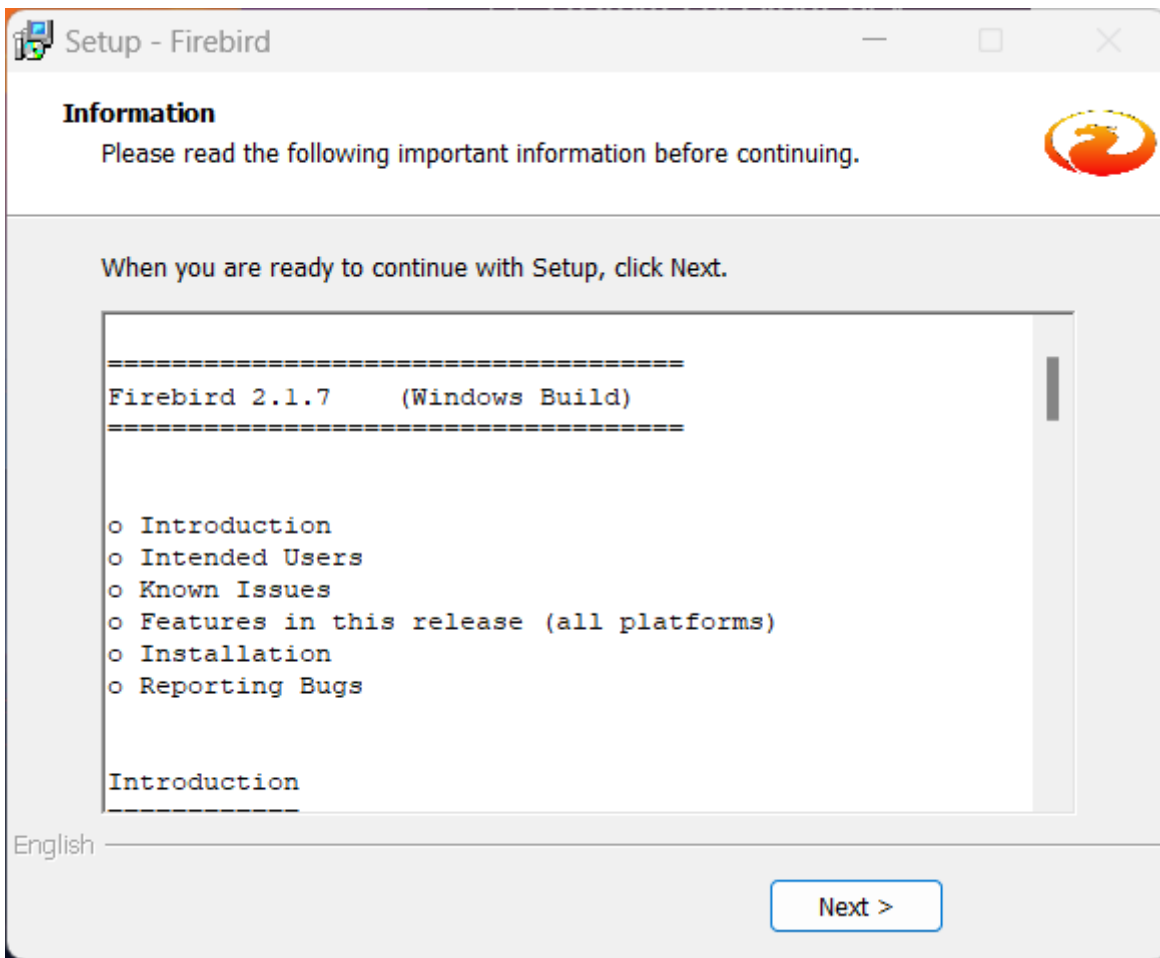 Setup - Firebird
Information
Please read the following important information before continuing.
When you are ready to continue with Setup, click Next.
====================================
Firebird 2.1.7    (Windows Build)
====================================
o Introduction
o Intended Users
o Known Issues
o Features in this release (all platforms)
o Installation
o Reporting Bugs
Introduction
============
English
Next >